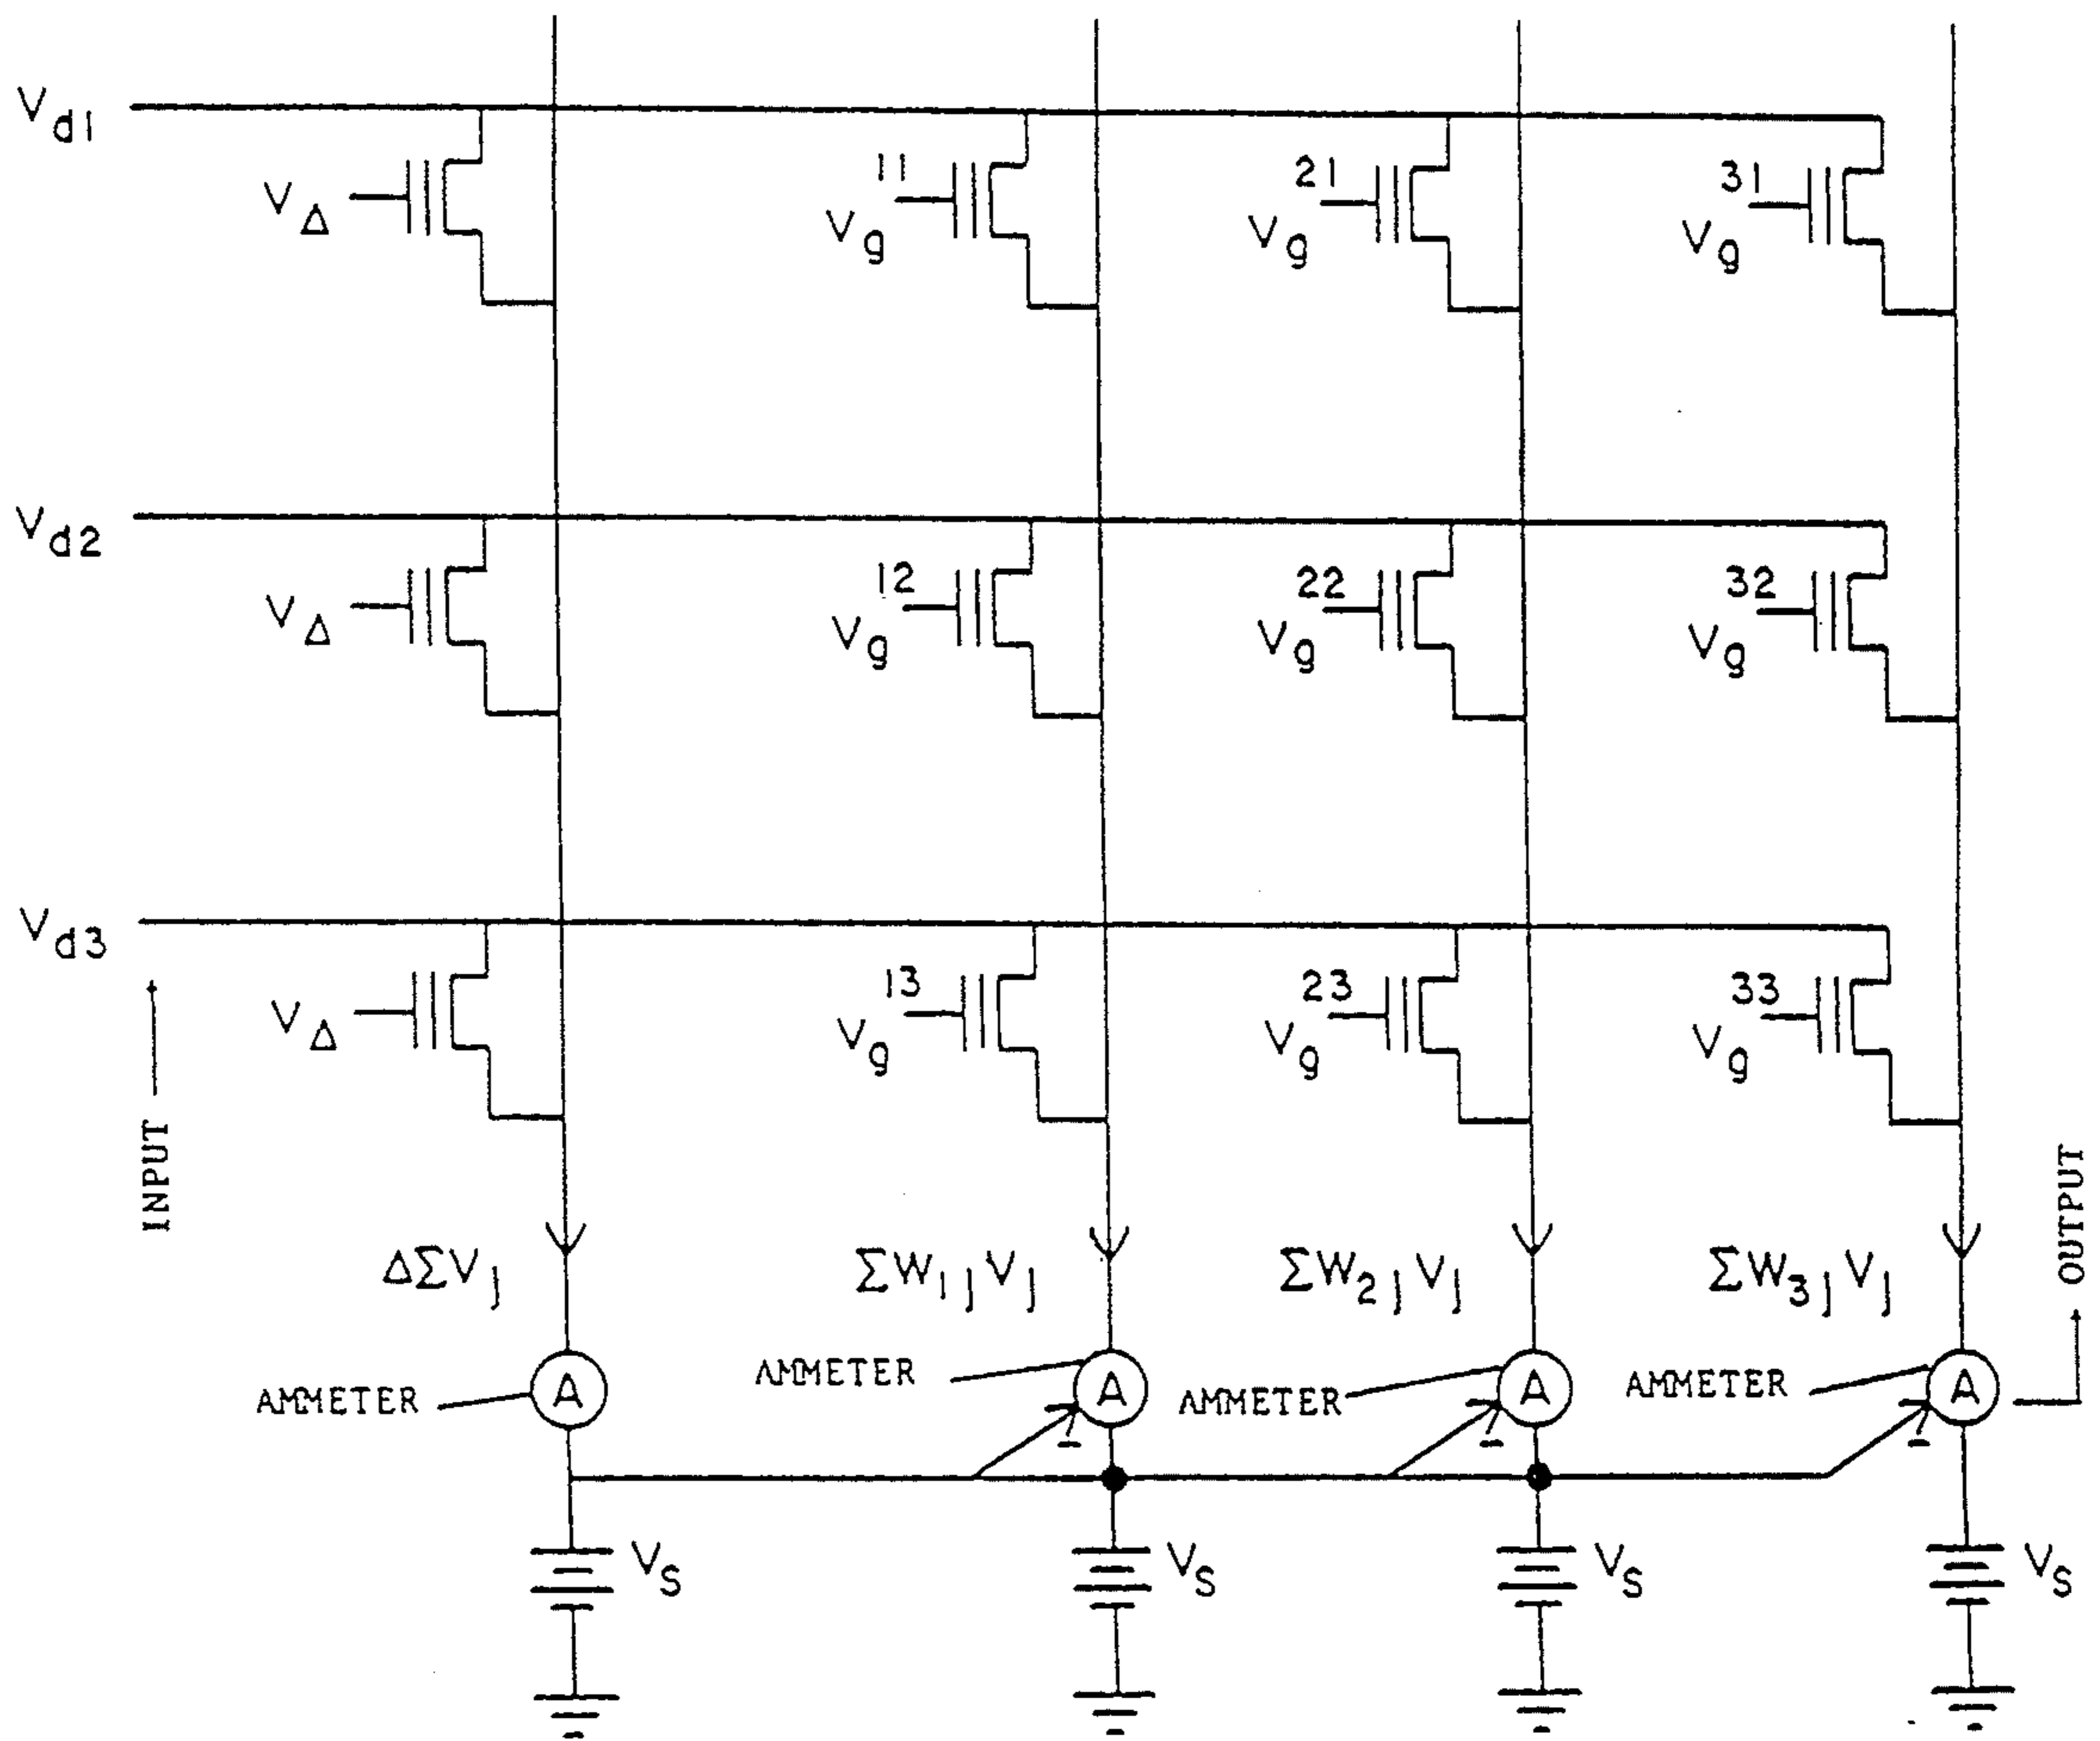 Vd1
VΔ
11
Vg
21
Vg
31
Vg
Vd2
VΔ
12
Vg
22
Vg
32
Vg
Vd3
VΔ
13
Vg
23
Vg
33
Vg
INPUT
OUTPUT
ΔΣVj
ΣW1jVj
ΣW2jVj
ΣW3jVj
AMMETER
A
AMMETER
A
AMMETER
A
AMMETER
A
-
-
-
VS
VS
VS
VS